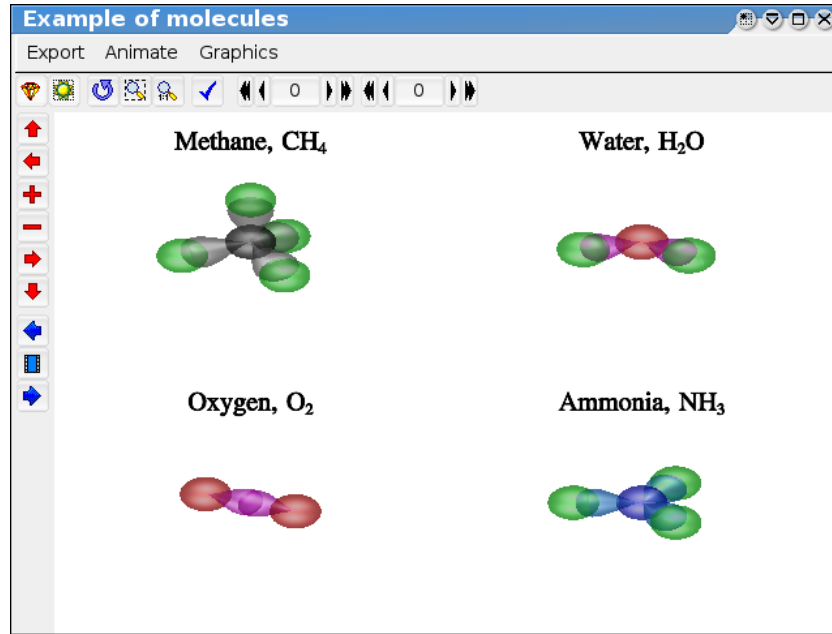 Example of molecules
Export Animate Graphics
0 0
Methane, CH₄ Water, H₂O
Oxygen, O₂ Ammonia, NH₃